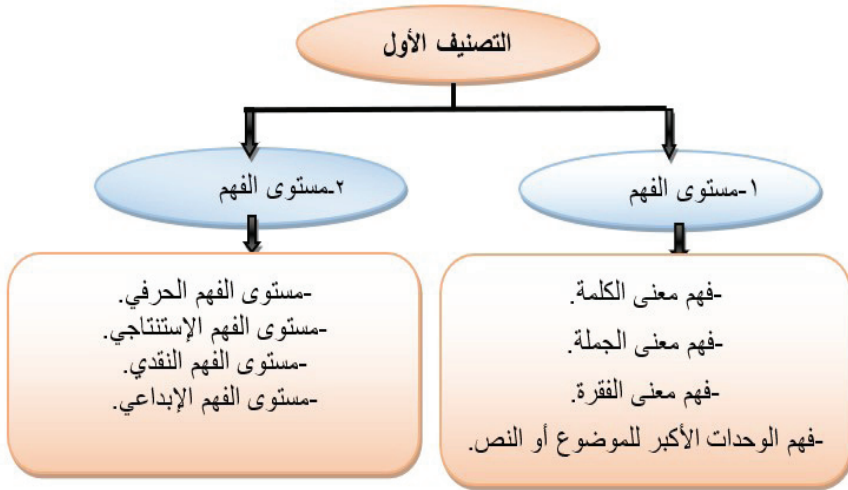 التصنيف الأول
١-مستوى الفهم
٢-مستوى الفهم
-فهم معنى الكلمة.
-فهم معنى الجملة.
-فهم معنى الفقرة.
-فهم الوحدات الأكبر للموضوع أو النص.
-مستوى الفهم الحرفي.
-مستوى الفهم الإستنتاجي.
-مستوى الفهم النقدي.
-مستوى الفهم الإبداعي.